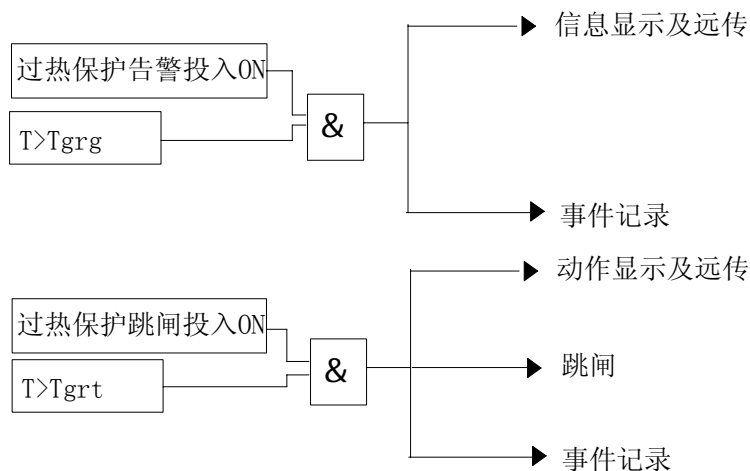 信息显示及远传
过热保护告警投入ON
T>Tgrg
&
事件记录
动作显示及远传
过热保护跳闸投入ON
T>Tgrt
&
跳闸
事件记录